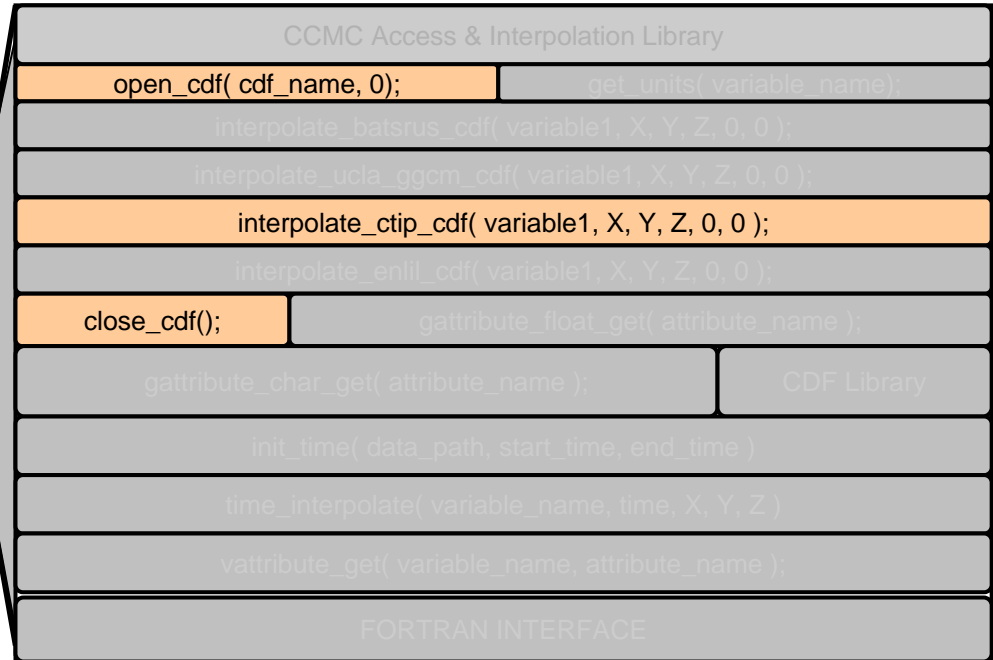 CCMC Access & Interpolation Library
open_cdf( cdf_name, 0); get_units( variable_name);
interpolate_batsrus_cdf( variable1, X, Y, Z, 0, 0 );
interpolate_ucla_ggcm_cdf( variable1, X, Y, Z, 0, 0 );
interpolate_ctip_cdf( variable1, X, Y, Z, 0, 0 );
interpolate_enlil_cdf( variable1, X, Y, Z, 0, 0 );
close_cdf(); gattribute_float_get( attribute_name );
gattribute_char_get( attribute_name ); CDF Library
init_time( data_path, start_time, end_time )
time_interpolate( variable_name, time, X, Y, Z )
vattribute_get( variable_name, attribute_name );
FORTRAN INTERFACE